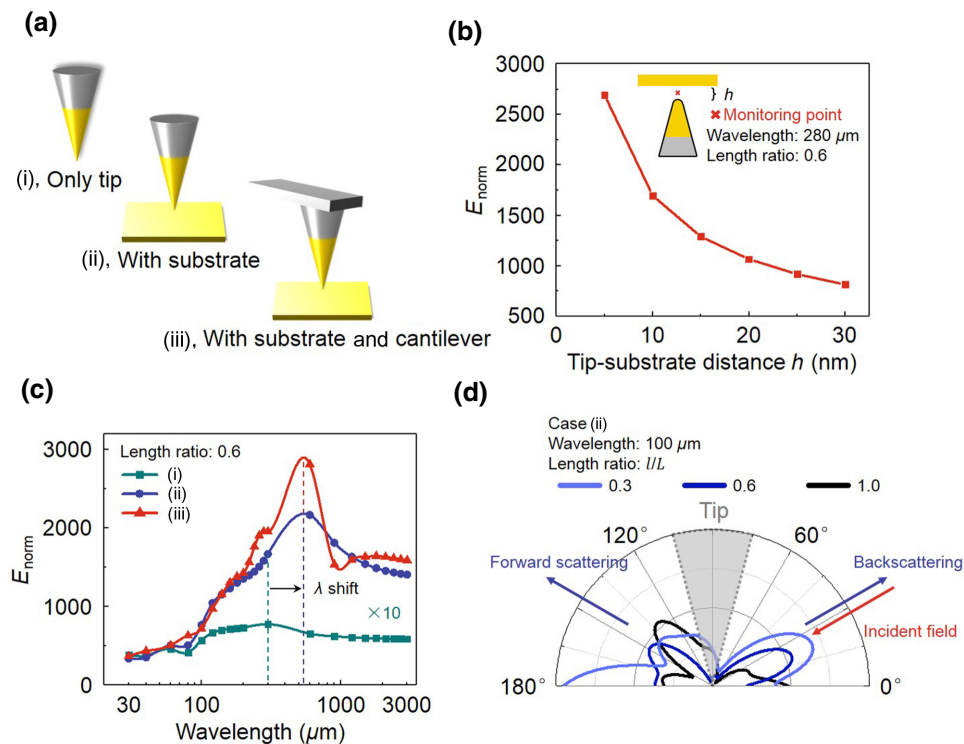 (a)
(i), Only tip
(ii), With substrate
(iii), With substrate and cantilever
(b)
3000
2500
2000
1500
1000
500
E_norm
0
10
20
30
Tip-substrate distance h (nm)
} h
× Monitoring point
Wavelength: 280 µm
Length ratio: 0.6
(c)
3000
2000
1000
0
E_norm
Length ratio: 0.6
(i)
(ii)
(iii)
λ shift
×10
30
100
1000
3000
Wavelength (µm)
(d)
Case (ii)
Wavelength: 100 µm
Length ratio: l/L
0.3
0.6
1.0
Tip
120°
60°
Forward scattering
Backscattering
Incident field
180°
0°